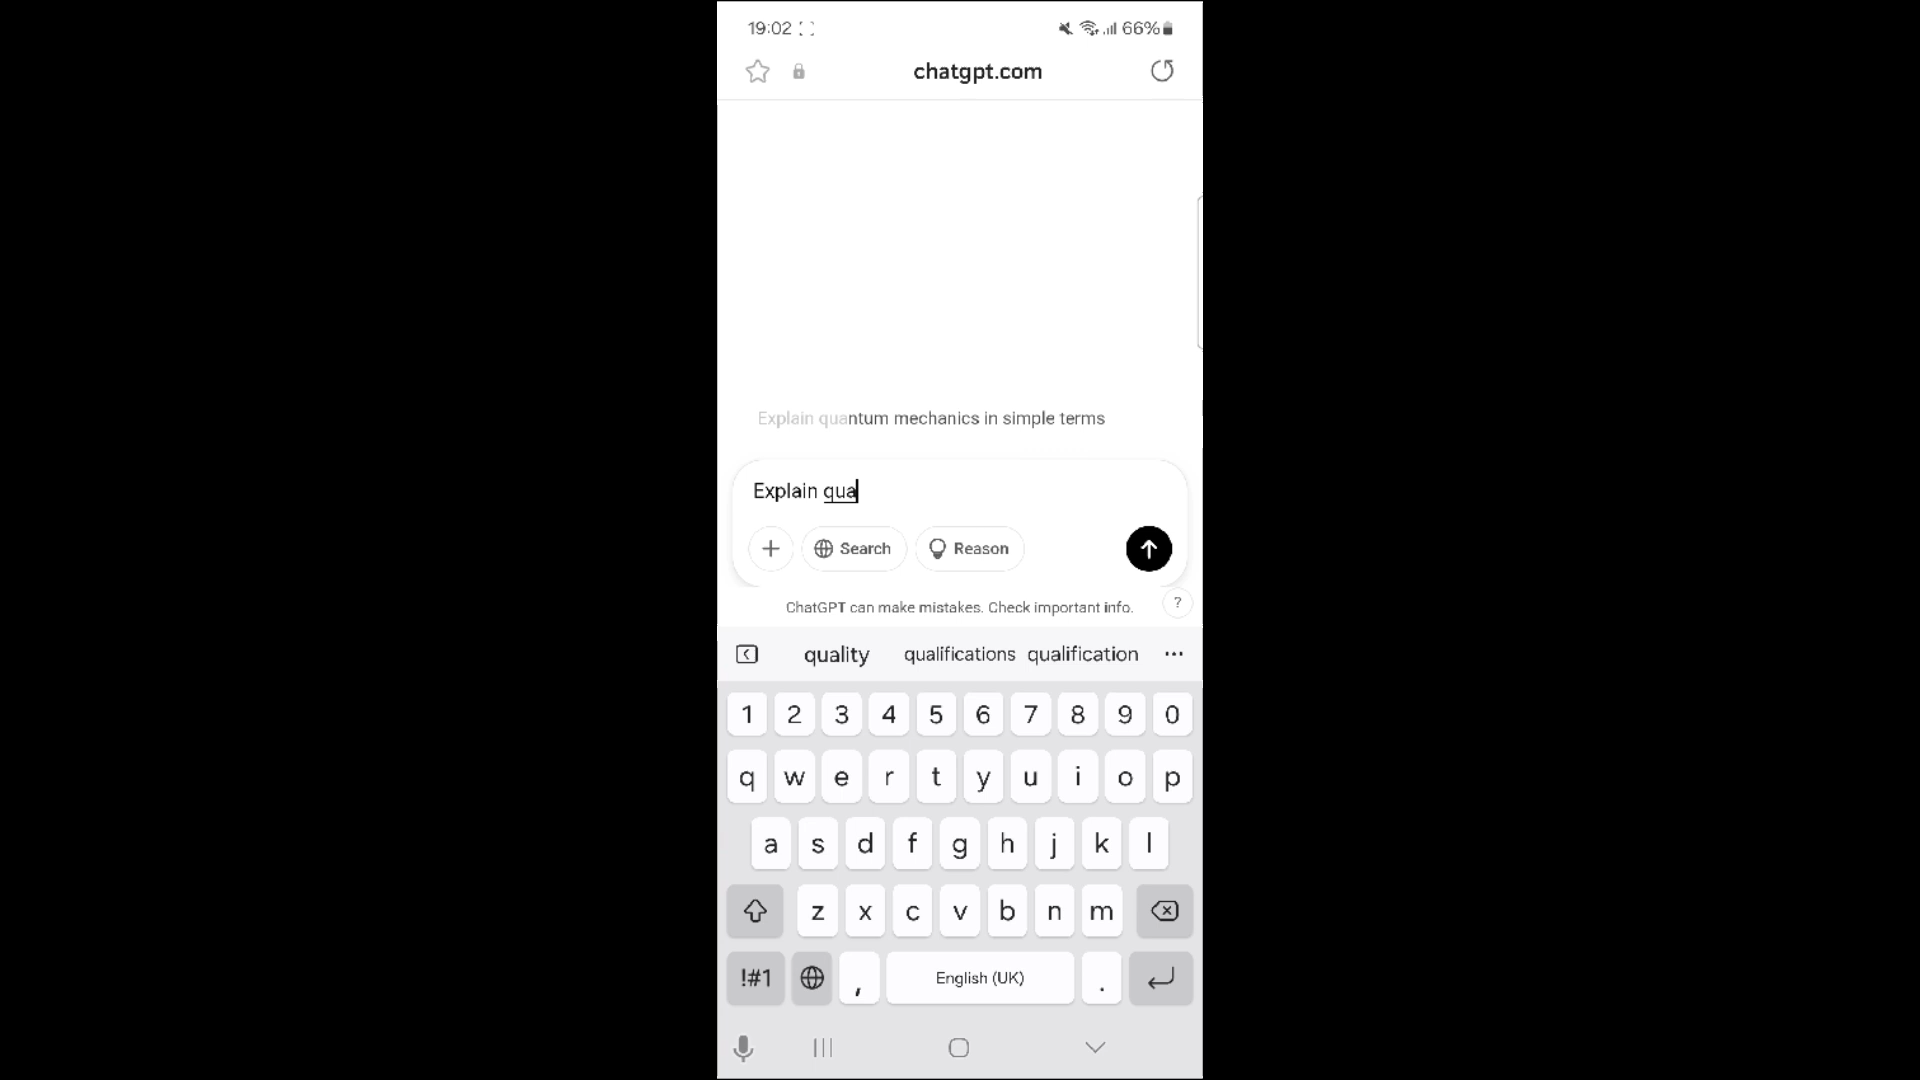 19:02 66%
chatgpt.com
Explain quantum mechanics in simple terms
Explain qua
Search Reason
ChatGPT can make mistakes. Check important info. ?
quality qualifications qualification ...
1 2 3 4 5 6 7 8 9 0
q w e r t y u i o p
a s d f g h j k l
z x c v b n m
!#1 , English (UK) .